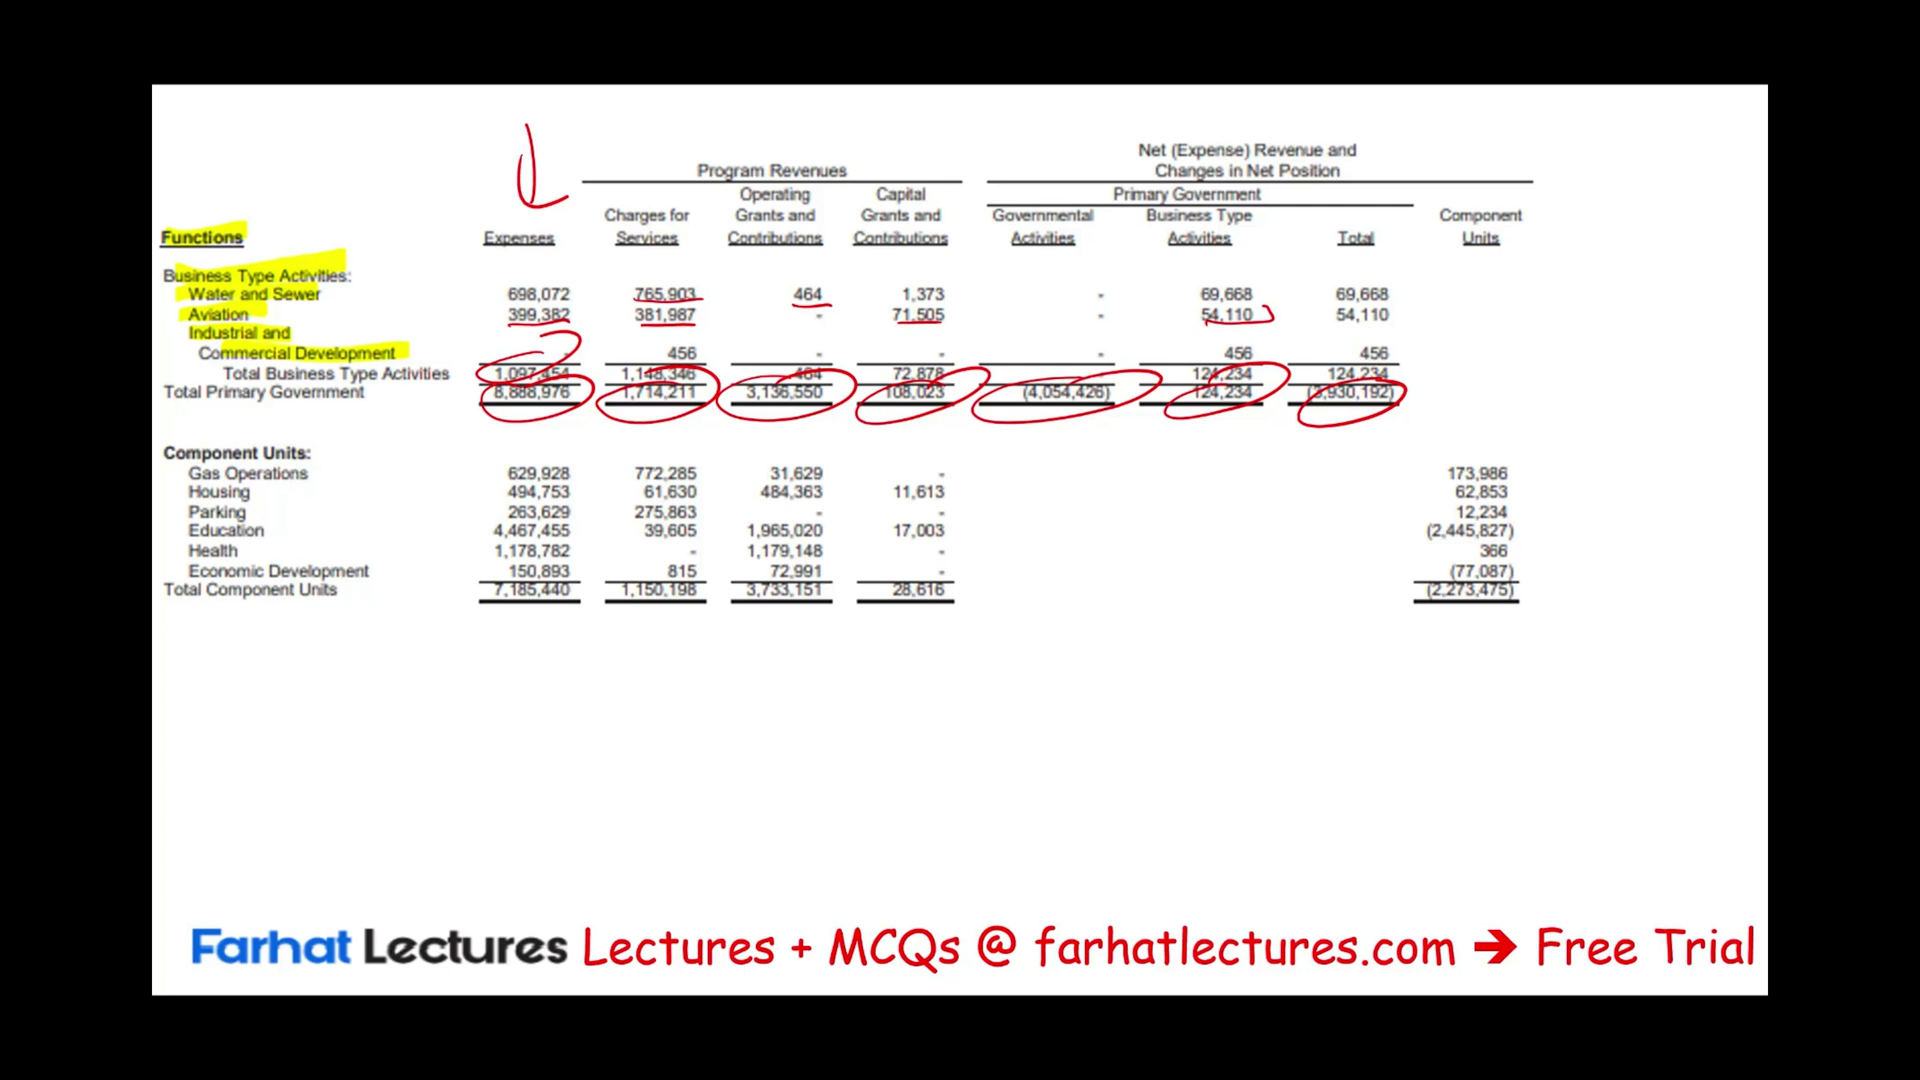 Net (Expense) Revenue and
Program Revenues Changes in Net Position
Operating Capital Primary Government
Charges for Grants and Grants and Governmental Business Type Component
Functions Expenses Services Contributions Contributions Activities Activities Total Units
Business Type Activities:
Water and Sewer 698,072 765,903 464 1,373 - 69,668 69,668
Aviation 399,382 381,987 - 71,505 - 54,110 54,110
Industrial and
Commercial Development - 456 - - - 456 456
Total Business Type Activities 1,097,454 1,148,346 464 72,878 124,234 124,234
Total Primary Government 8,888,976 1,714,211 3,136,550 108,023 (4,054,426) 124,234 (3,930,192)
Component Units:
Gas Operations 629,928 772,285 31,629 - 173,986
Housing 494,753 61,630 484,363 11,613 62,853
Parking 263,629 275,863 - - 12,234
Education 4,467,455 39,605 1,965,020 17,003 (2,445,827)
Health 1,178,782 - 1,179,148 - 366
Economic Development 150,893 815 72,991 - (77,087)
Total Component Units 7,185,440 1,150,198 3,733,151 28,616 (2,273,475)
Farhat Lectures Lectures + MCQs @ farhatlectures.com ➔ Free Trial